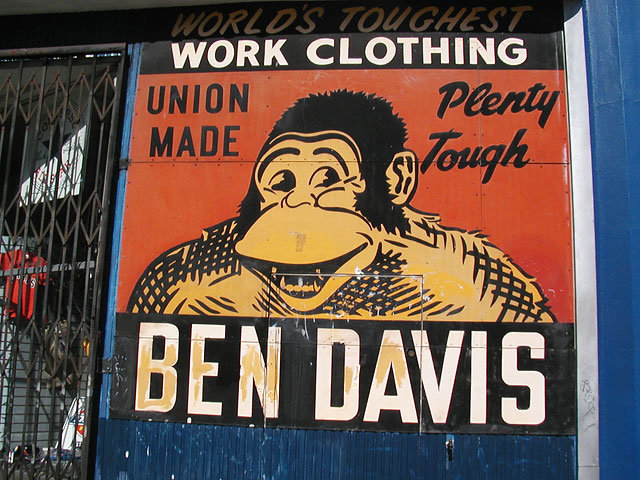 WORLD'S TOUGHEST
WORK CLOTHING
UNION
MADE
Plenty
Tough
BEN DAVIS